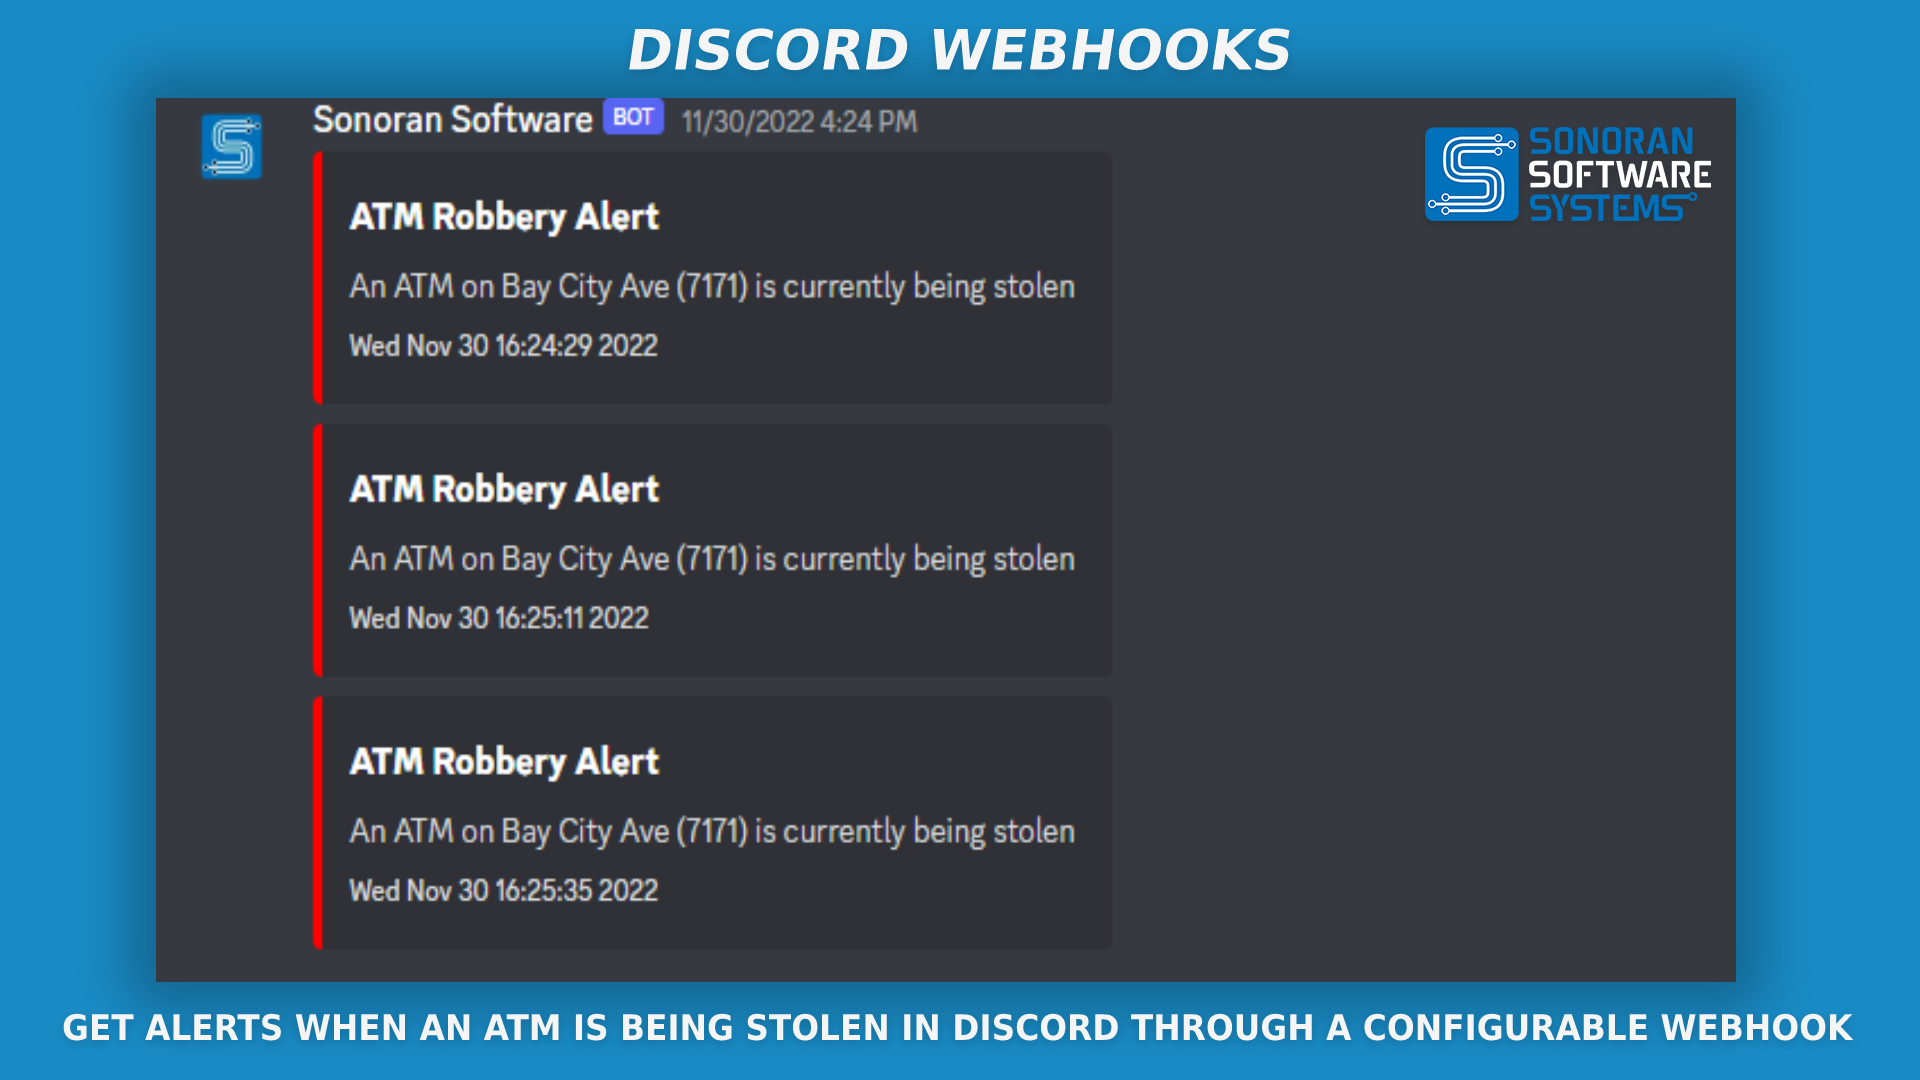 DISCORD WEBHOOKS
Sonoran Software BOT 11/30/2022 4:24 PM
SONORAN
SOFTWARE
SYSTEMS
ATM Robbery Alert
An ATM on Bay City Ave (7171) is currently being stolen
Wed Nov 30 16:24:29 2022
ATM Robbery Alert
An ATM on Bay City Ave (7171) is currently being stolen
Wed Nov 30 16:25:11 2022
ATM Robbery Alert
An ATM on Bay City Ave (7171) is currently being stolen
Wed Nov 30 16:25:35 2022
GET ALERTS WHEN AN ATM IS BEING STOLEN IN DISCORD THROUGH A CONFIGURABLE WEBHOOK